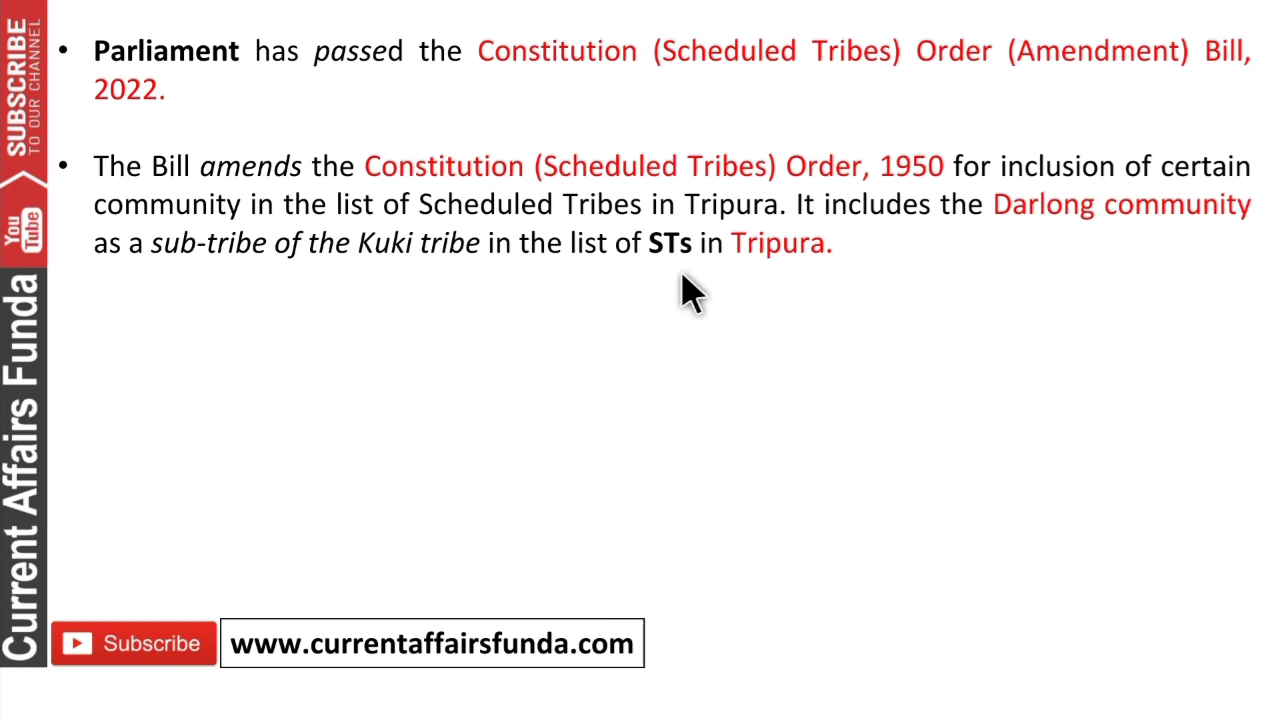 • Parliament has passed the Constitution (Scheduled Tribes) Order (Amendment) Bill,
2022.
• The Bill amends the Constitution (Scheduled Tribes) Order, 1950 for inclusion of certain
community in the list of Scheduled Tribes in Tripura. It includes the Darlong community
as a sub-tribe of the Kuki tribe in the list of STs in Tripura.
SUBSCRIBE
TO OUR CHANNEL
You
Tube
Current Affairs Funda
Subscribe
www.currentaffairsfunda.com